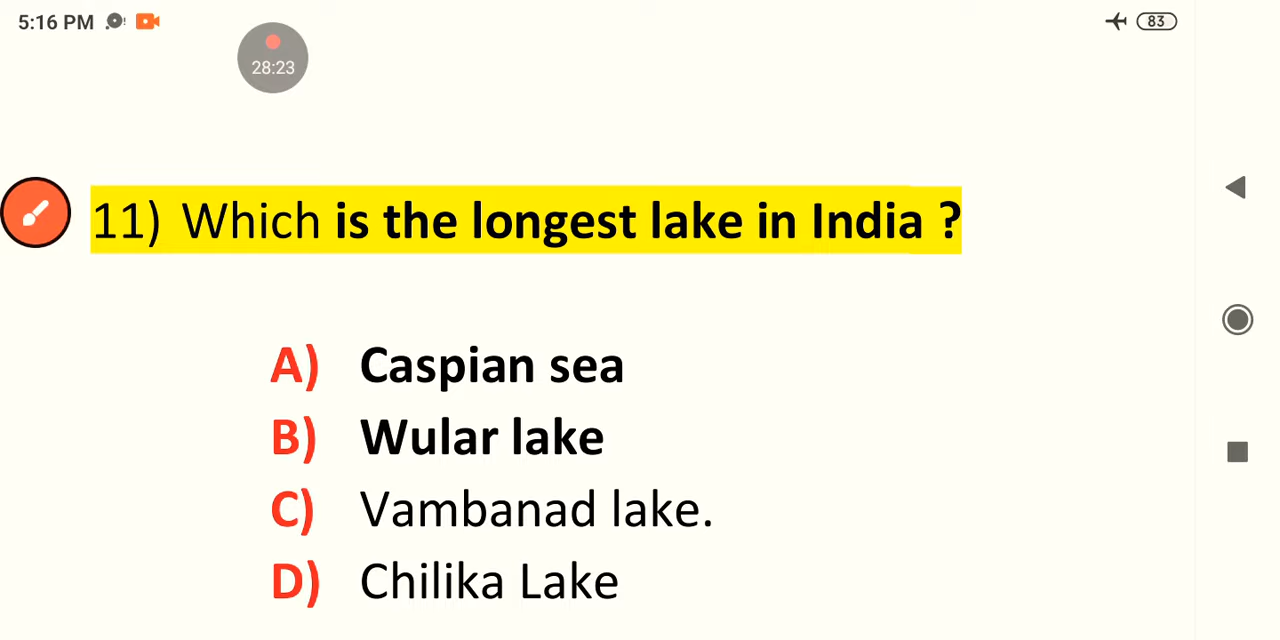 5:16 PM
83
28:23
11) Which is the longest lake in India ?
A) Caspian sea
B) Wular lake
C) Vambanad lake.
D) Chilika Lake